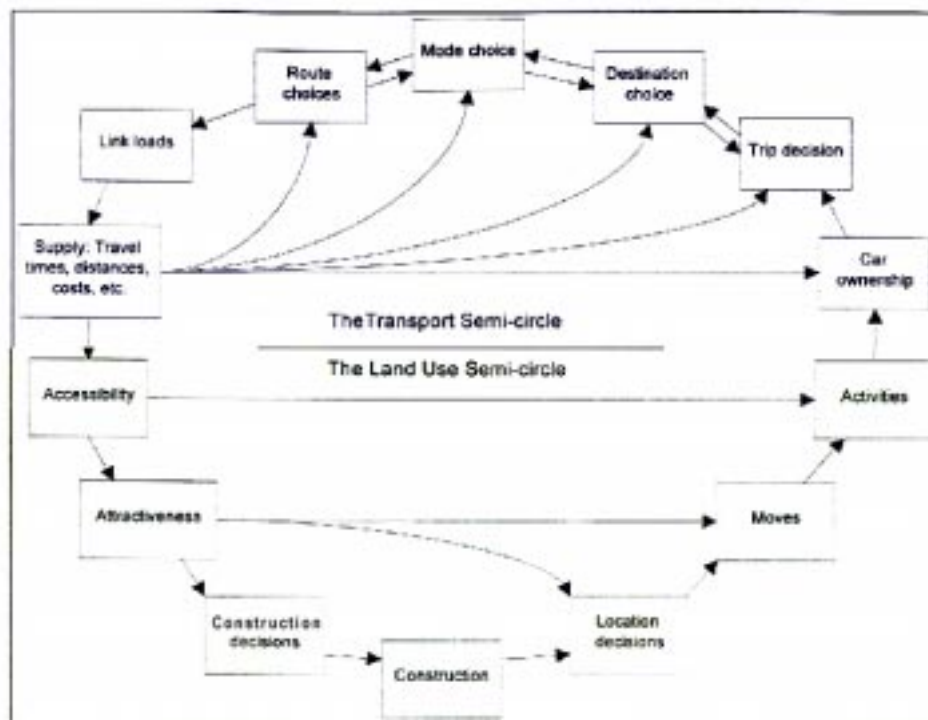 Mode choice
Route
choices
Destination
choice
Link loads
Trip decision
Supply: Travel
times, distances,
costs, etc.
Car
ownership
TheTransport Semi-circle
The Land Use Semi-circle
Accessibility
Activities
Attractiveness
Moves
Construction
decisions
Location
decisions
Construction